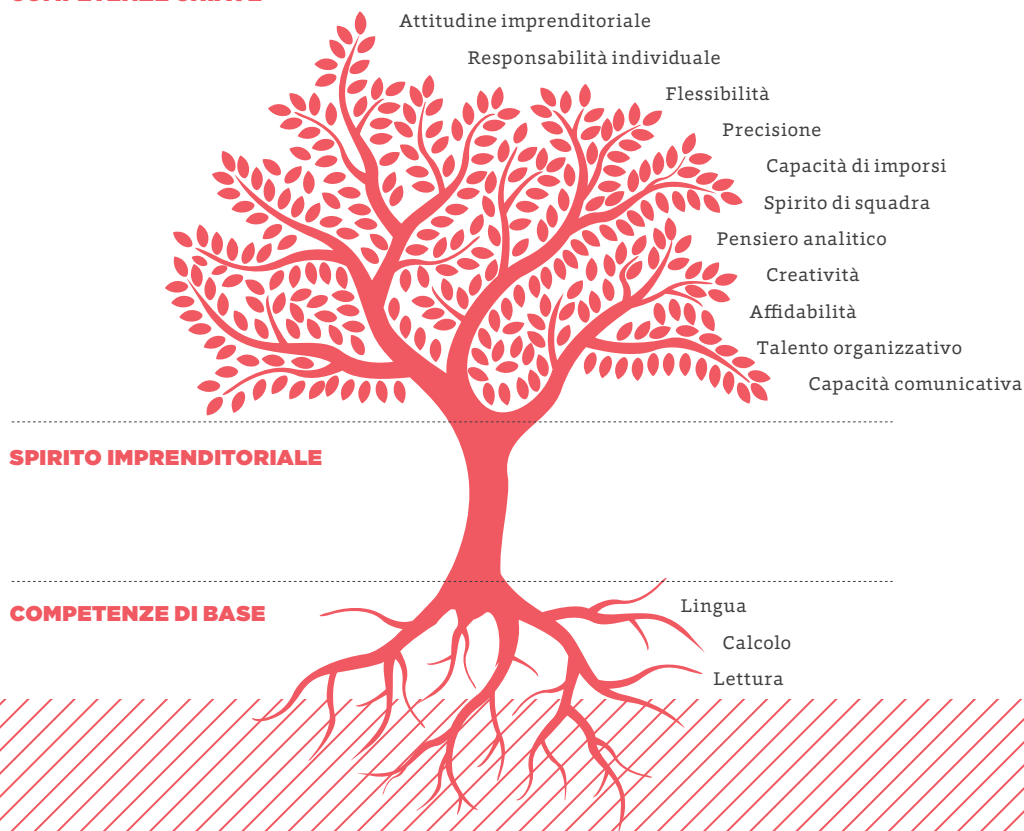 Attitudine imprenditoriale
Responsabilità individuale
Flessibilità
Precisione
Capacità di imporsi
Spirito di squadra
Pensiero analitico
Creatività
Affidabilità
Talento organizzativo
Capacità comunicativa
SPIRITO IMPRENDITORIALE
COMPETENZE DI BASE
Lingua
Calcolo
Lettura